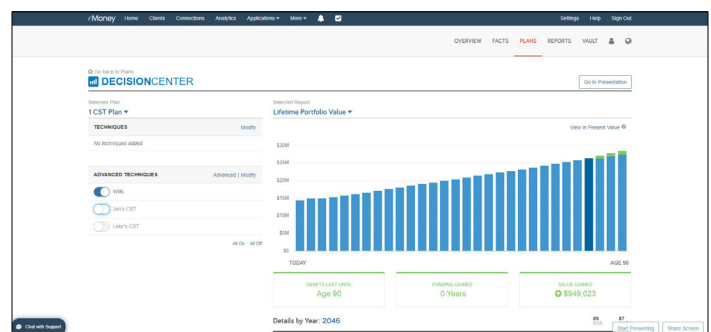 eMoney Home Clients Connections Analytics Applications More Settings Help Sign Out
OVERVIEW FACTS PLANS REPORTS VAULT
Go back to Plans
DECISIONCENTER
Go to Presentation
Selected Plan
1 CST Plan
TECHNIQUES Modify
No techniques added
ADVANCED TECHNIQUES Advanced | Modify
Wills
Jen's CST
Luke's CST
All On All Off
Selected Report
Lifetime Portfolio Value
View in Present Value
$30M
$25M
$20M
$15M
$10M
$5M
$0
TODAY AGE 90
ASSETS LAST UNTIL
Age 90
FUNDING GAINED
0 Years
VALUE GAINED
$949,023
Details by Year: 2046
89 87
Chat with Support
Start Presenting
Share Screen